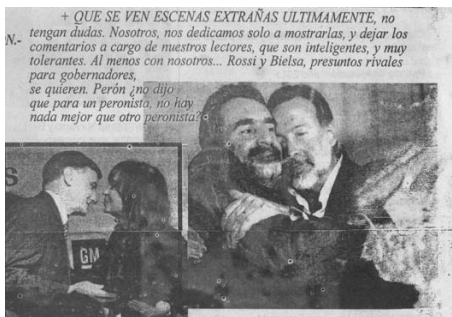 + QUE SE VEN ESCENAS EXTRAÑAS ULTIMAMENTE, no
tengan dudas. Nosotros, nos dedicamos solo a mostrarlas, y dejar los
N.- comentarios a cargo de nuestros lectores, que son inteligentes, y muy
tolerantes. Al menos con nosotros... Rossi y Bielsa, presuntos rivales
para gobernadores,
se quieren. Perón ¿no dijo
que para un peronista, no hay
nada mejor que otro peronista?
S
GM